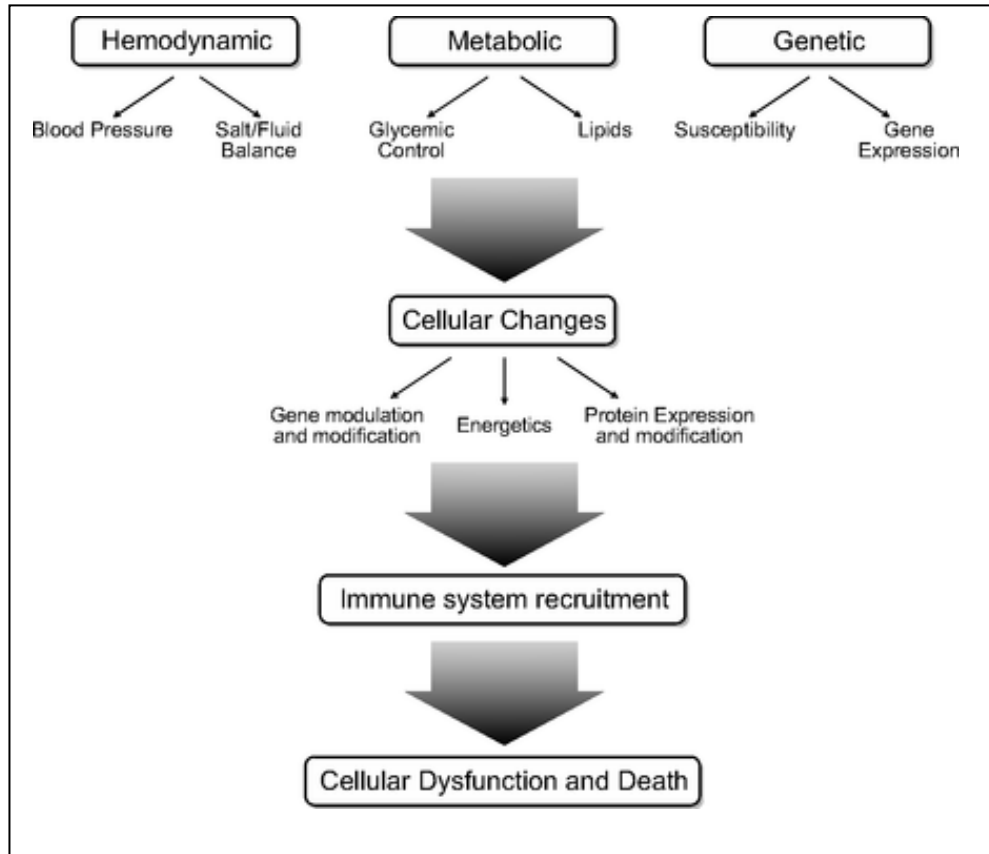 Hemodynamic
Metabolic
Genetic
Blood Pressure
Salt/Fluid
Balance
Glycemic
Control
Lipids
Susceptibility
Gene
Expression
Cellular Changes
Gene modulation
and modification
Energetics
Protein Expression
and modification
Immune system recruitment
Cellular Dysfunction and Death